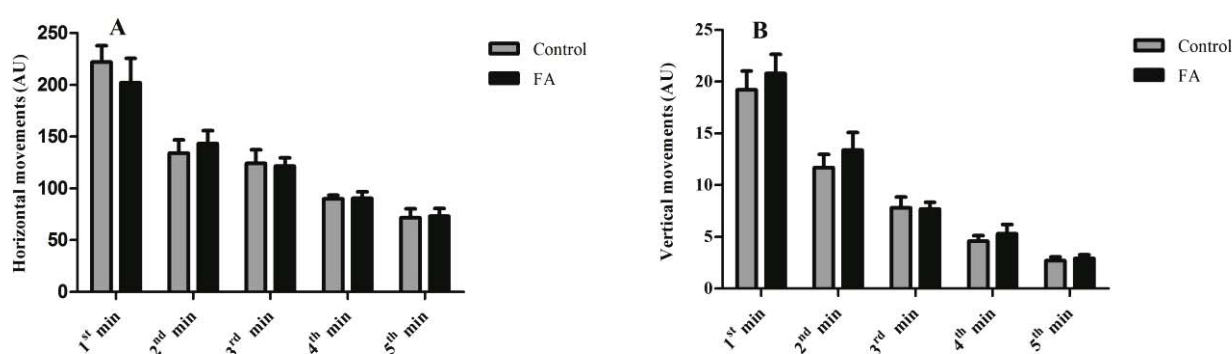 A
Horizontal movements (AU)
250
200
150
100
50
0
1st min
2nd min
3rd min
4th min
5th min
Control
FA
B
Vertical movements (AU)
25
20
15
10
5
0
1st min
2nd min
3rd min
4th min
5th min
Control
FA